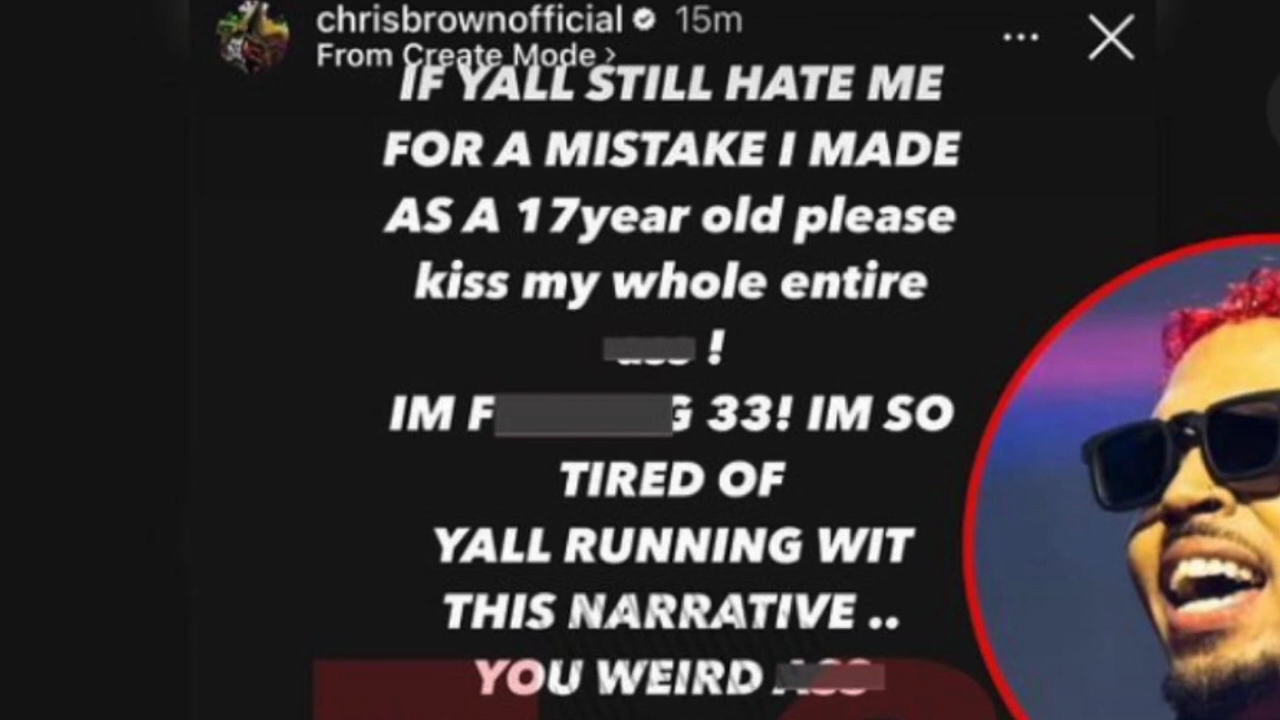 chrisbrownofficial 15m
From Create Mode >
IF YALL STILL HATE ME
FOR A MISTAKE I MADE
AS A 17year old please
kiss my whole entire
!
IM F G 33! IM SO
TIRED OF
YALL RUNNING WIT
THIS NARRATIVE ..
YOU WEIRD